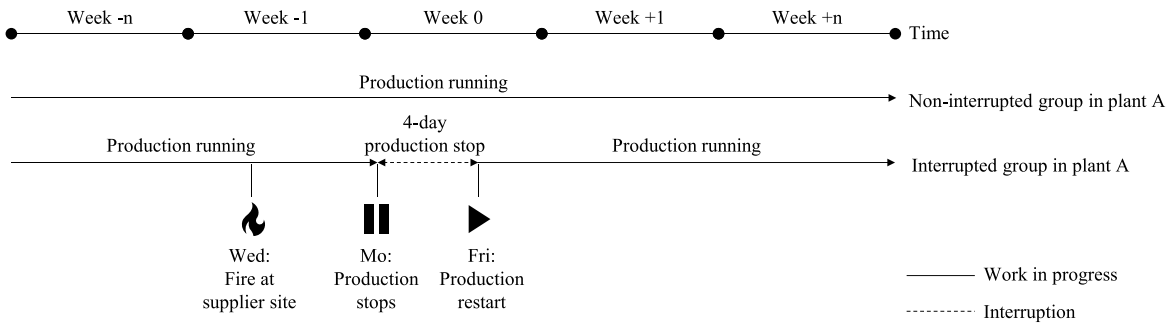 Week -n
Week -1
Week 0
Week +1
Week +n
Time
Production running
Non-interrupted group in plant A
4-day
production stop
Production running
Production running
Interrupted group in plant A
Wed:
Fire at
supplier site
Mo:
Production
stops
Fri:
Production
restart
Work in progress
Interruption